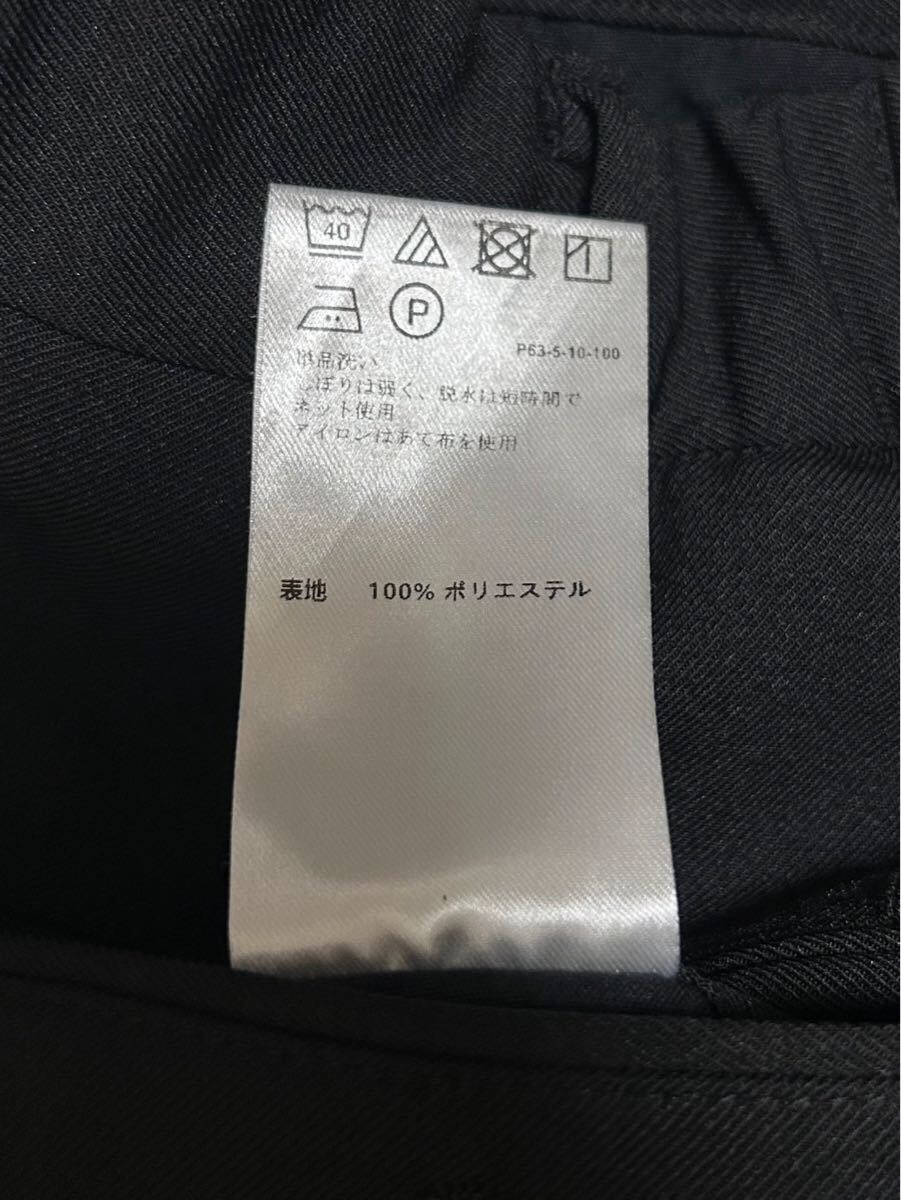 40
P
P63-5-10-100
単品洗い
しぼりは弱く、脱水は短時間で
ネット使用
アイロンはあて布を使用
表地 100% ポリエステル